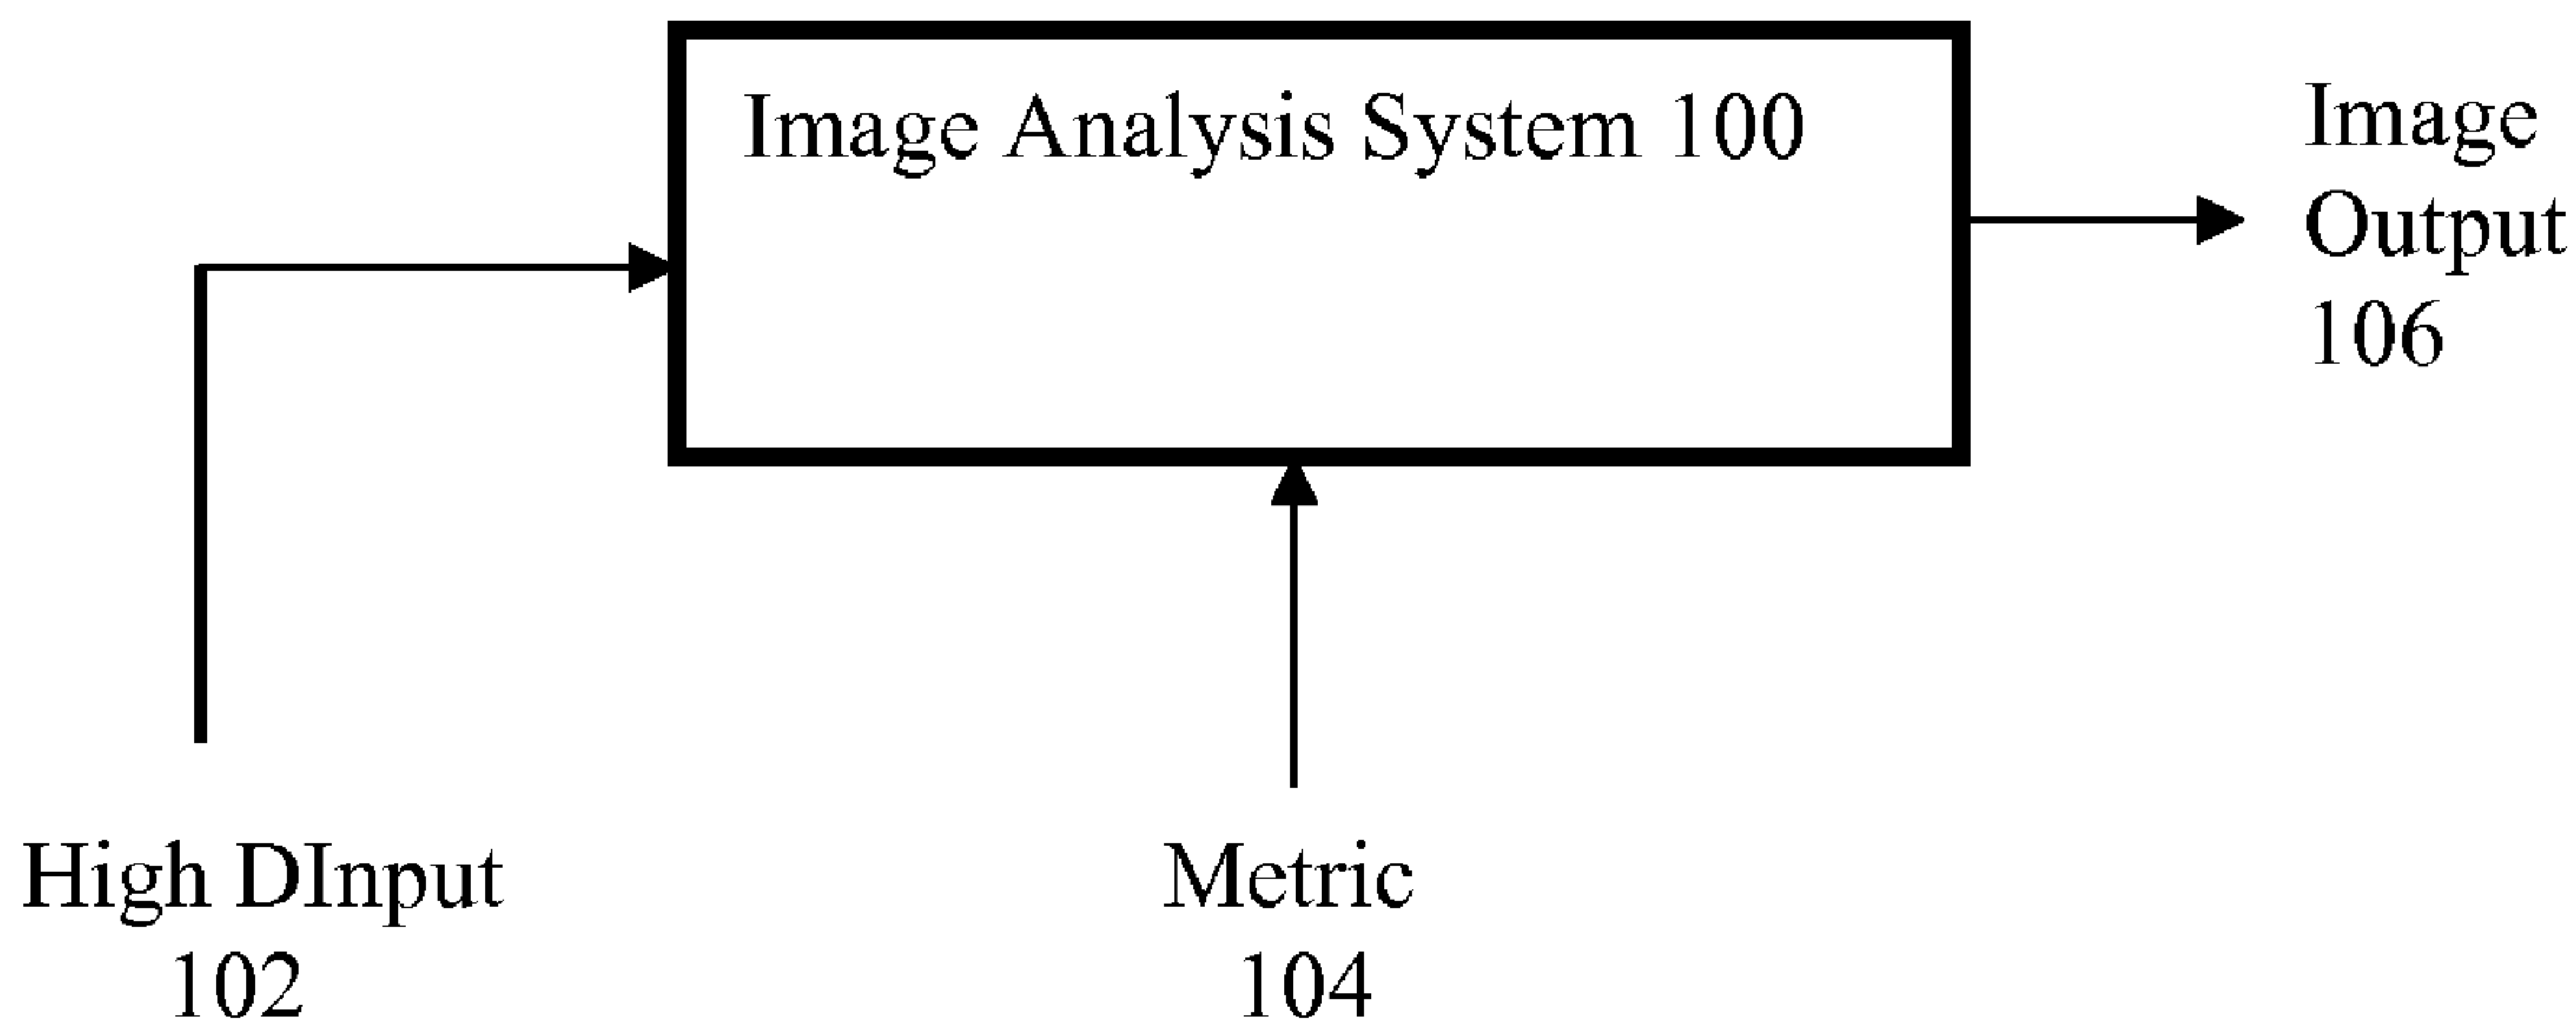 Image Analysis System 100
Image
Output
106
High DInput
102
Metric
104